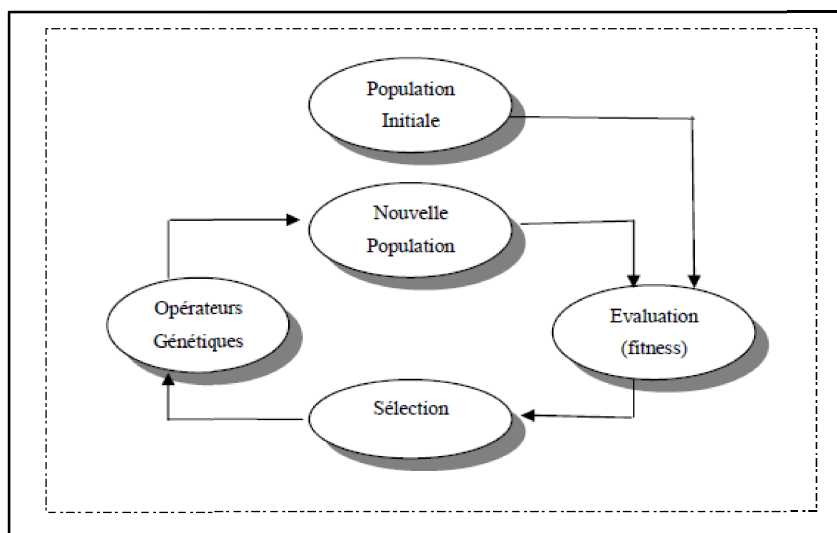 Population
Initiale
Nouvelle
Population
Opérateurs
Génétiques
Evaluation
(fitness)
Sélection